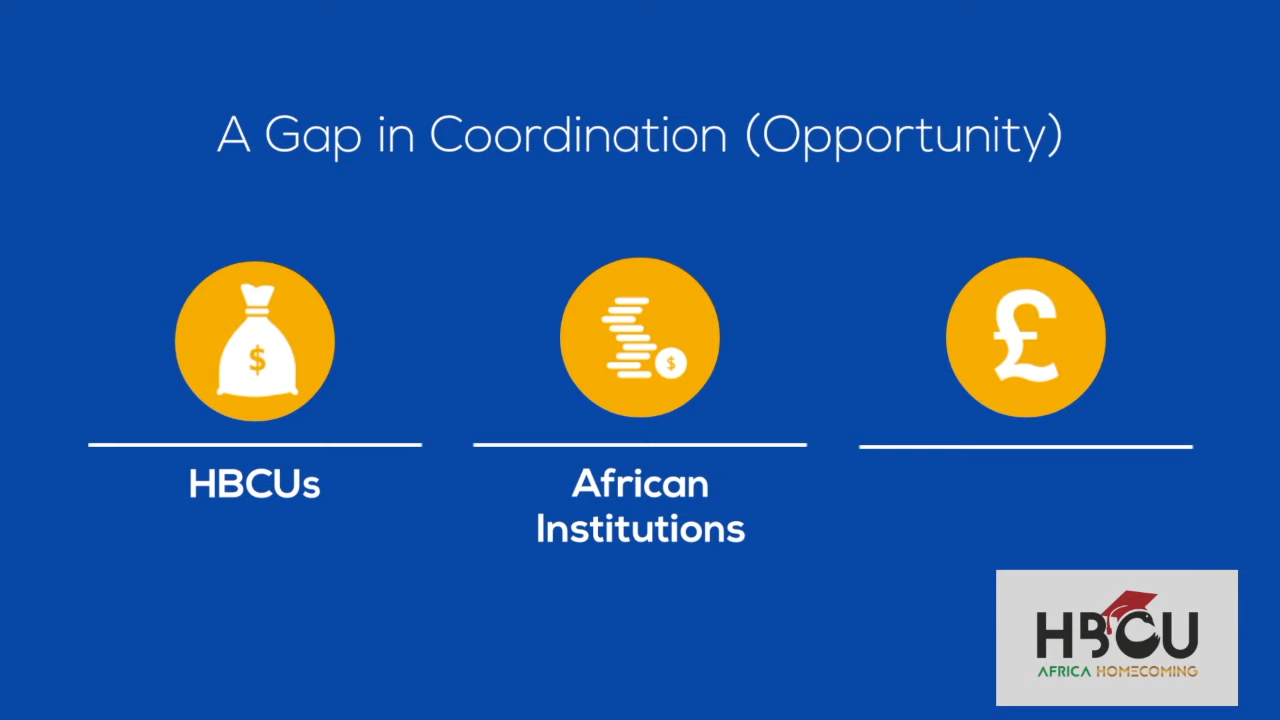 A Gap in Coordination (Opportunity)
$
$
£
HBCUs
African
Institutions
HBCU
AFRICA HOMECOMING